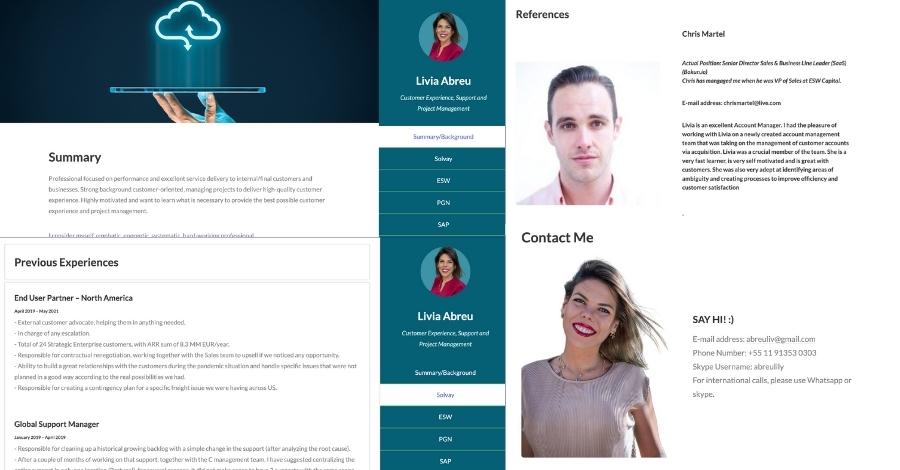 Summary
Professional focused on performance and excellent service delivery to internal/final customers and
businesses. Strong background customer-oriented, managing projects to deliver high-quality customer
experience. Highly motivated and want to learn what is necessary to provide the best possible customer
experience and project management.
I consider myself empathic, energetic, systematic, hard working professional
Livia Abreu
Customer Experience, Support and
Project Management
Summary/Background
Solvay
ESW
PGN
SAP
References
Chris Martel
Actual Position: Senior Director Sales & Business Line Leader (SaaS)
Chris has mangaged me when he was VP of Sales at ESW Capital.
E-mail address: chrismartel@live.com
Livia is an excellent Account Manager. I had the pleasure of
working with Livia on a newly created account management
team that was taking on the management of customer accounts
via acquisition. Livia was a crucial member of the team. She is a
very fast learner, is very self motivated and is great with
customers. She was also very adept at identifying areas of
ambiguity and creating processes to improve efficiency and
customer satisfaction
.
Previous Experiences
End User Partner – North America
April 2019 – May 2021
- External customer advocate, helping them in anything needed.
- In charge of any escalation.
- Total of 24 Strategic Enterprise customers, with ARR sum of 8.3 MM EUR/year.
- Responsible for contractual renegotiation, working together with the Sales team to upsell if we noticed any opportunity.
- Ability to build a great relationships with the customers during the pandemic situation and handle specific issues that were not
planned in a good way according to the real possibilities we had.
- Responsible for creating a contingency plan for a specific freight issue we were having across US.
Global Support Manager
January 2019 – April 2019
- Responsible for cleaning up a historical growing backlog with a simple change in the support (after analyzing the root cause).
- After a couple of months of working on that support, together with the C management team, I have suggested centralizing the
Livia Abreu
Customer Experience, Support and
Project Management
Summary/Background
Solvay
ESW
PGN
SAP
Contact Me
SAY HI! :)
E-mail address: abreuliv@gmail.com
Phone Number: +55 11 91353 0303
Skype Username: abreulily
For international calls, please use Whatsapp or
skype.